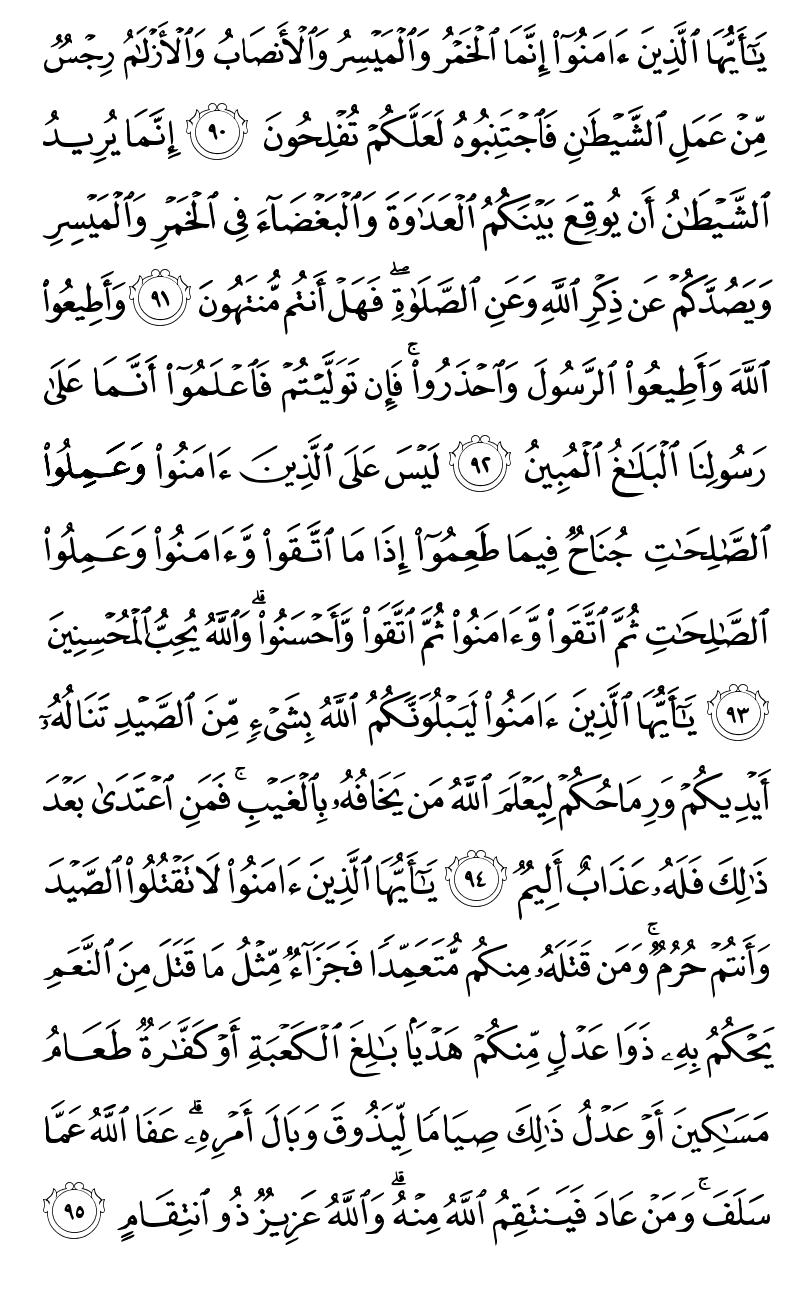 يَـٰٓأَيُّهَا ٱلَّذِينَ ءَامَنُوٓا۟ إِنَّمَا ٱلْخَمْرُ وَٱلْمَيْسِرُ وَٱلْأَنصَابُ وَٱلْأَزْلَـٰمُ رِجْسٌ
مِّنْ عَمَلِ ٱلشَّيْطَـٰنِ فَٱجْتَنِبُوهُ لَعَلَّكُمْ تُفْلِحُونَ ٩٠ إِنَّمَا يُرِيدُ
ٱلشَّيْطَـٰنُ أَن يُوقِعَ بَيْنَكُمُ ٱلْعَدَٰوَةَ وَٱلْبَغْضَآءَ فِى ٱلْخَمْرِ وَٱلْمَيْسِرِ
وَيَصُدَّكُمْ عَن ذِكْرِ ٱللَّهِ وَعَنِ ٱلصَّلَوٰةِ ۖ فَهَلْ أَنتُم مُّنتَهُونَ ٩١ وَأَطِيعُوا۟
ٱللَّهَ وَأَطِيعُوا۟ ٱلرَّسُولَ وَٱحْذَرُوا۟ ۚ فَإِن تَوَلَّيْتُمْ فَٱعْلَمُوٓا۟ أَنَّمَا عَلَىٰ
رَسُولِنَا ٱلْبَلَـٰغُ ٱلْمُبِينُ ٩٢ لَيْسَ عَلَى ٱلَّذِينَ ءَامَنُوا۟ وَعَمِلُوا۟
ٱلصَّـٰلِحَـٰتِ جُنَاحٌ فِيمَا طَعِمُوٓا۟ إِذَا مَا ٱتَّقَوا۟ وَّءَامَنُوا۟ وَعَمِلُوا۟
ٱلصَّـٰلِحَـٰتِ ثُمَّ ٱتَّقَوا۟ وَّءَامَنُوا۟ ثُمَّ ٱتَّقَوا۟ وَّأَحْسَنُوا۟ ۗ وَٱللَّهُ يُحِبُّ ٱلْمُحْسِنِينَ
٩٣ يَـٰٓأَيُّهَا ٱلَّذِينَ ءَامَنُوا۟ لَيَبْلُوَنَّكُمُ ٱللَّهُ بِشَىْءٍ مِّنَ ٱلصَّيْدِ تَنَالُهُۥٓ
أَيْدِيكُمْ وَرِمَاحُكُمْ لِيَعْلَمَ ٱللَّهُ مَن يَخَافُهُۥ بِٱلْغَيْبِ ۚ فَمَنِ ٱعْتَدَىٰ بَعْدَ
ذَٰلِكَ فَلَهُۥ عَذَابٌ أَلِيمٌ ٩٤ يَـٰٓأَيُّهَا ٱلَّذِينَ ءَامَنُوا۟ لَا تَقْتُلُوا۟ ٱلصَّيْدَ
وَأَنتُمْ حُرُمٌ ۚ وَمَن قَتَلَهُۥ مِنكُم مُّتَعَمِّدًا فَجَزَآءٌ مِّثْلُ مَا قَتَلَ مِنَ ٱلنَّعَمِ
يَحْكُمُ بِهِۦ ذَوَا عَدْلٍ مِّنكُمْ هَدْيًۢا بَـٰلِغَ ٱلْكَعْبَةِ أَوْ كَفَّـٰرَةٌ طَعَامُ
مَسَـٰكِينَ أَوْ عَدْلُ ذَٰلِكَ صِيَامًا لِّيَذُوقَ وَبَالَ أَمْرِهِۦ ۗ عَفَا ٱللَّهُ عَمَّا
سَلَفَ ۚ وَمَنْ عَادَ فَيَنتَقِمُ ٱللَّهُ مِنْهُ ۗ وَٱللَّهُ عَزِيزٌ ذُو ٱنتِقَامٍ ٩٥